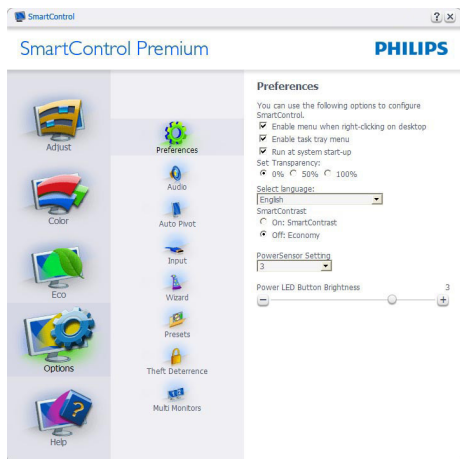 SmartControl
SmartControl Premium
PHILIPS
Adjust
Color
Eco
Options
Help
Preferences
Audio
Auto Pivot
Input
Wizard
Presets
Theft Deterrence
Multi Monitors
Preferences
You can use the following options to configure
SmartControl.
Enable menu when right-clicking on desktop
Enable task tray menu
Run at system start-up
Set Transparency:
0% 50% 100%
Select language:
English
SmartContrast
On: SmartContrast
Off: Economy
PowerSensor Setting
3
Power LED Button Brightness 3